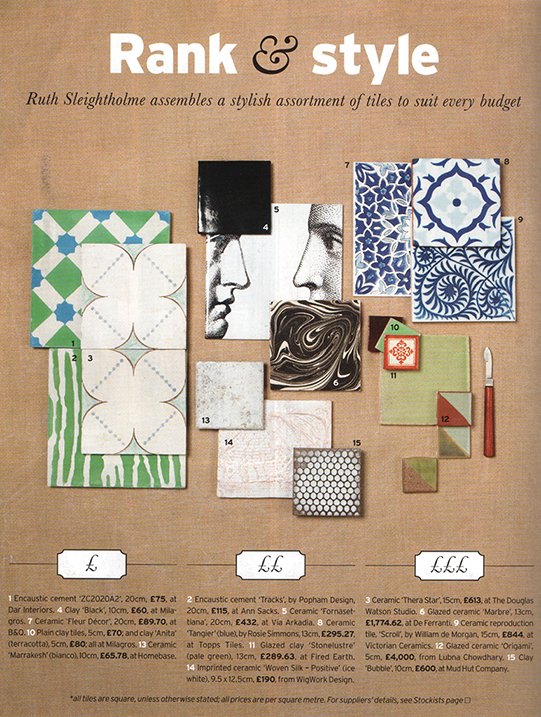 Rank & style
Ruth Sleightholme assembles a stylish assortment of tiles to suit every budget
7
8
4
5
9
1
2
3
6
10
11
12
13
14
15
£
££
£££
1 Encaustic cement ‘ZC2020A2’, 20cm, £75, at
Dar Interiors. 4 Clay ‘Black’, 10cm, £60, at Mila-
gros. 7 Ceramic ‘Fleur Décor’, 20cm, £89.70, at
B&Q. 10 Plain clay tiles, 5cm, £70; and clay ‘Anita’
(terracotta), 5cm, £80; all at Milagros. 13 Ceramic
‘Marrakesh’ (bianco), 10cm, £65.78, at Homebase.
2 Encaustic cement ‘Tracks’, by Popham Design,
20cm, £115, at Ann Sacks. 5 Ceramic ‘Fornaset-
tiana’, 20cm, £432, at Via Arkadia. 8 Ceramic
‘Tangier’ (blue), by Rosie Simmons, 13cm, £295.27,
at Topps Tiles. 11 Glazed clay ‘Stonelustre’
(pale green), 13cm, £289.63, at Fired Earth.
14 Imprinted ceramic ‘Woven Silk – Positive’ (ice
white), 9.5 x 12.5cm, £190, from WigWork Design.
3 Ceramic ‘Thera Star’, 15cm, £613, at The Douglas
Watson Studio. 6 Glazed ceramic ‘Marbre’, 13cm,
£1,774.62, at De Ferranti. 9 Ceramic reproduction
tile, ‘Scroll’, by William de Morgan, 15cm, £844, at
Victorian Ceramics. 12 Glazed ceramic ‘Origami’,
5cm, £4,000, from Lubna Chowdhary. 15 Clay
‘Bubble’, 10cm, £600, at Mud Hut Company.
*all tiles are square, unless otherwise stated; all prices are per square metre. For suppliers’ details, see Stockists page □